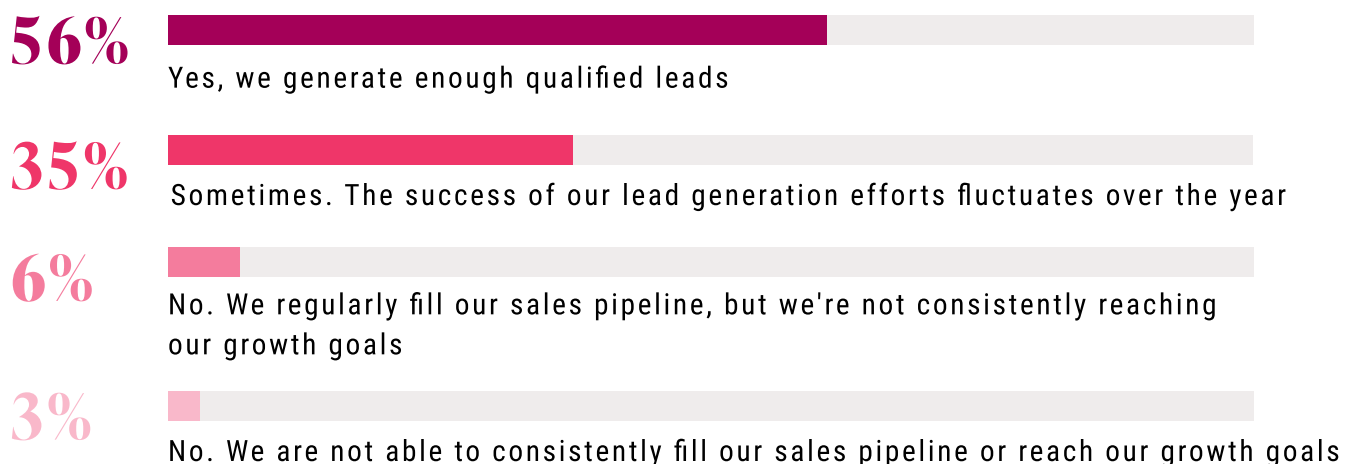 56%
Yes, we generate enough qualified leads
35%
Sometimes. The success of our lead generation efforts fluctuates over the year
6%
No. We regularly fill our sales pipeline, but we're not consistently reaching
our growth goals
3%
No. We are not able to consistently fill our sales pipeline or reach our growth goals